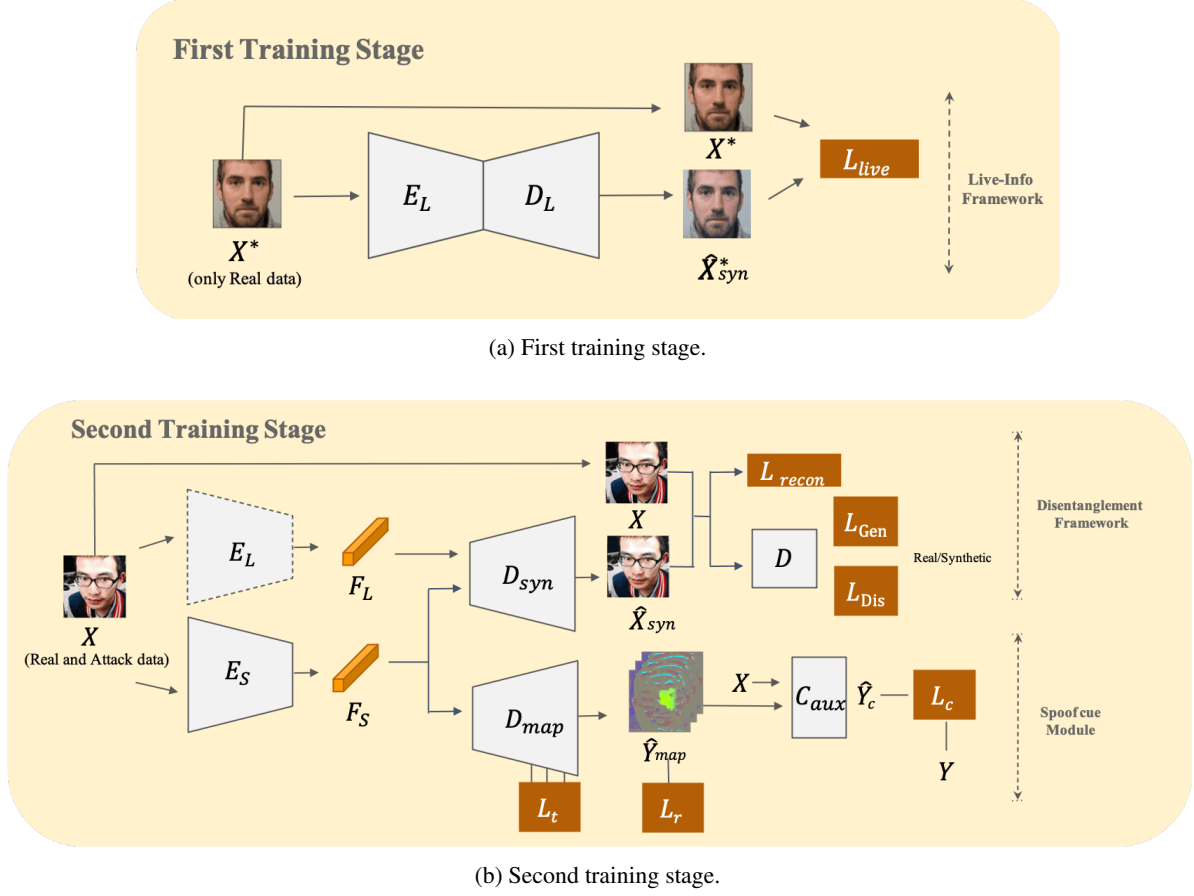 First Training Stage
X*
(only Real data)
E_L
D_L
X*
X̂*_syn
L_live
Live-Info
Framework
(a) First training stage.
Second Training Stage
X
(Real and Attack data)
E_L
F_L
E_S
F_S
D_syn
D_map
L_t
X
X̂_syn
Ŷ_map
L_r
L_recon
D
L_Gen
L_Dis
Real/Synthetic
X
C_aux
Ŷ_c
L_c
Y
Disentanglement
Framework
Spoof cue
Module
(b) Second training stage.